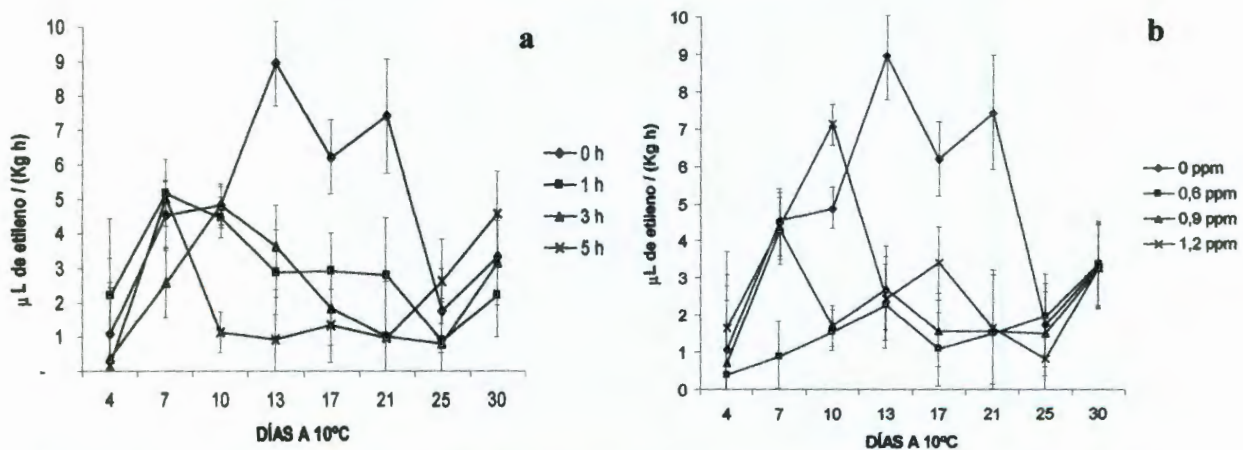 a
µL de etileno / (Kg h)
10
9
8
7
6
5
4
3
2
1
-
4 7 10 13 17 21 25 30
DÍAS A 10ºC
0 h
1 h
3 h
5 h
b
µL de etileno / (Kg h)
10
9
8
7
6
5
4
3
2
1
0
4 7 10 13 17 21 25 30
DÍAS A 10ºC
0 ppm
0,6 ppm
0,9 ppm
1,2 ppm